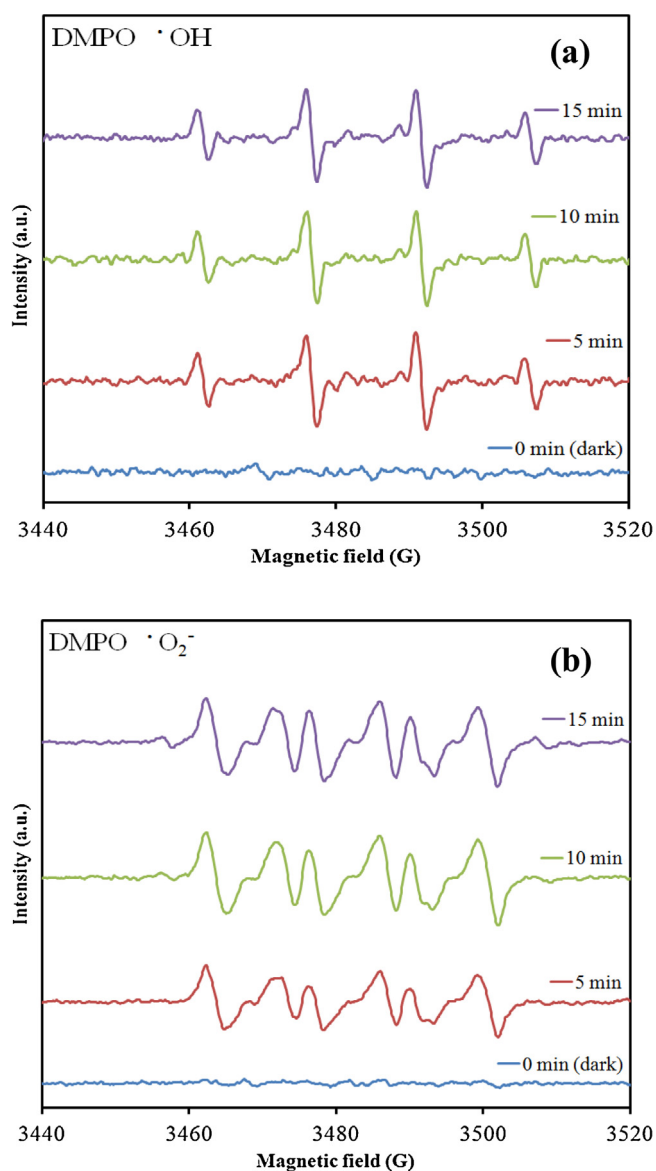 DMPO ·OH
(a)
15 min
10 min
5 min
0 min (dark)
Intensity (a.u.)
3440 3460 3480 3500 3520
Magnetic field (G)
DMPO ·O₂⁻
(b)
15 min
10 min
5 min
0 min (dark)
Intensity (a.u.)
3440 3460 3480 3500 3520
Magnetic field (G)